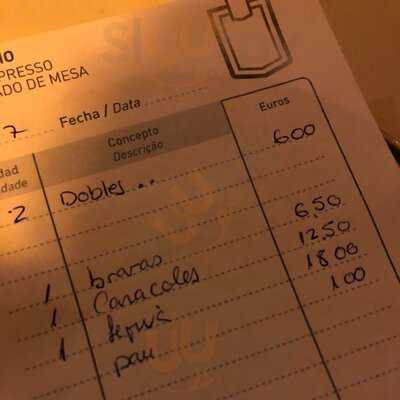 NO
PRESSO
ADO DE MESA
7 Fecha / Data
dad
dade
Concepto
Descrição
Euros
2 Dobles .. 6.00
1 bravas 6,50
1 Caracoles 12.50
1 18.00
pan 1.00